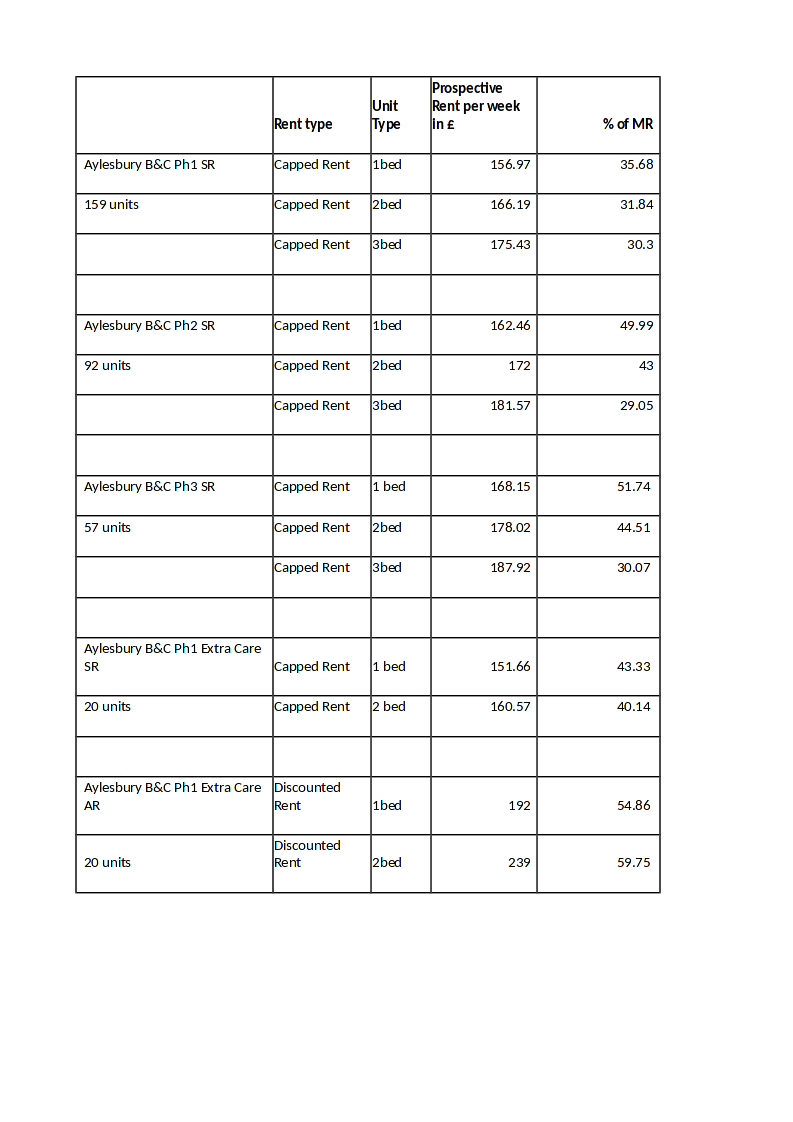 Rent type Unit Type Prospective Rent per week in £ % of MR
Aylesbury B&C Ph1 SR Capped Rent 1bed 156.97 35.68
159 units Capped Rent 2bed 166.19 31.84
Capped Rent 3bed 175.43 30.3
Aylesbury B&C Ph2 SR Capped Rent 1bed 162.46 49.99
92 units Capped Rent 2bed 172 43
Capped Rent 3bed 181.57 29.05
Aylesbury B&C Ph3 SR Capped Rent 1 bed 168.15 51.74
57 units Capped Rent 2bed 178.02 44.51
Capped Rent 3bed 187.92 30.07
Aylesbury B&C Ph1 Extra Care SR Capped Rent 1 bed 151.66 43.33
20 units Capped Rent 2 bed 160.57 40.14
Aylesbury B&C Ph1 Extra Care AR Discounted Rent 1bed 192 54.86
20 units Discounted Rent 2bed 239 59.75